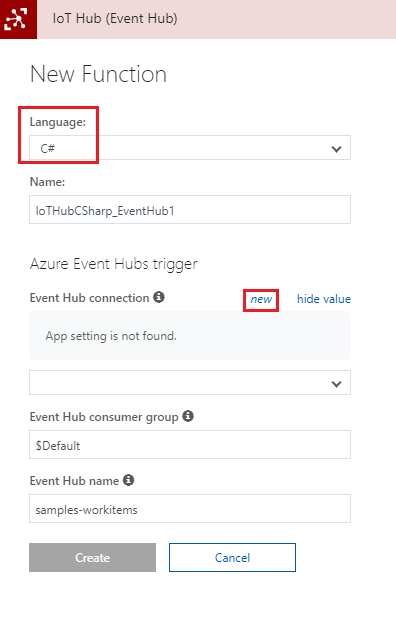 IoT Hub (Event Hub)
New Function
Language:
C#
Name:
IoTHubCSharp_EventHub1
Azure Event Hubs trigger
Event Hub connection new hide value
App setting is not found.
Event Hub consumer group
$Default
Event Hub name
samples-workitems
Create Cancel